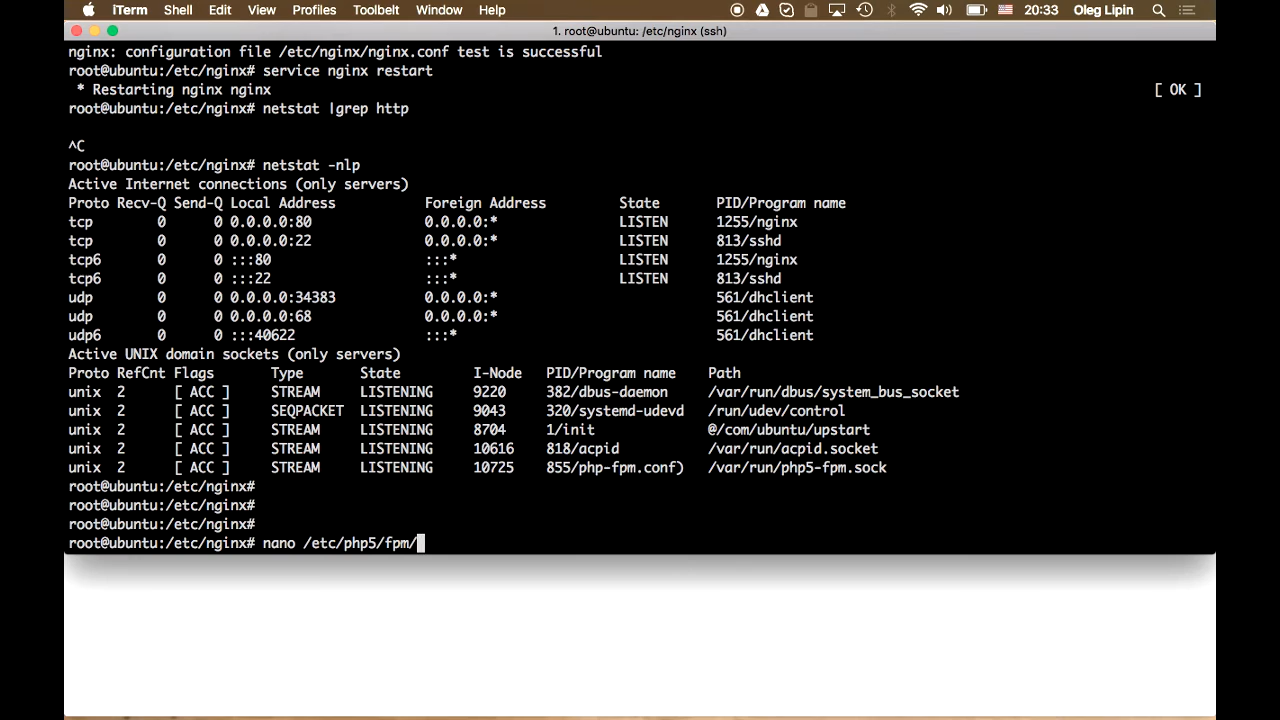 iTerm Shell Edit View Profiles Toolbelt Window Help 20:33 Oleg Lipin
1. root@ubuntu: /etc/nginx (ssh)
nginx: configuration file /etc/nginx/nginx.conf test is successful
root@ubuntu:/etc/nginx# service nginx restart
* Restarting nginx nginx [ OK ]
root@ubuntu:/etc/nginx# netstat |grep http
^C
root@ubuntu:/etc/nginx# netstat -nlp
Active Internet connections (only servers)
Proto Recv-Q Send-Q Local Address Foreign Address State PID/Program name
tcp 0 0 0.0.0.0:80 0.0.0.0:* LISTEN 1255/nginx
tcp 0 0 0.0.0.0:22 0.0.0.0:* LISTEN 813/sshd
tcp6 0 0 :::80 :::* LISTEN 1255/nginx
tcp6 0 0 :::22 :::* LISTEN 813/sshd
udp 0 0 0.0.0.0:34383 0.0.0.0:* 561/dhclient
udp 0 0 0.0.0.0:68 0.0.0.0:* 561/dhclient
udp6 0 0 :::40622 :::* 561/dhclient
Active UNIX domain sockets (only servers)
Proto RefCnt Flags Type State I-Node PID/Program name Path
unix 2 [ ACC ] STREAM LISTENING 9220 382/dbus-daemon /var/run/dbus/system_bus_socket
unix 2 [ ACC ] SEQPACKET LISTENING 9043 320/systemd-udevd /run/udev/control
unix 2 [ ACC ] STREAM LISTENING 8704 1/init @/com/ubuntu/upstart
unix 2 [ ACC ] STREAM LISTENING 10616 818/acpid /var/run/acpid.socket
unix 2 [ ACC ] STREAM LISTENING 10725 855/php-fpm.conf) /var/run/php5-fpm.sock
root@ubuntu:/etc/nginx#
root@ubuntu:/etc/nginx#
root@ubuntu:/etc/nginx#
root@ubuntu:/etc/nginx# nano /etc/php5/fpm/